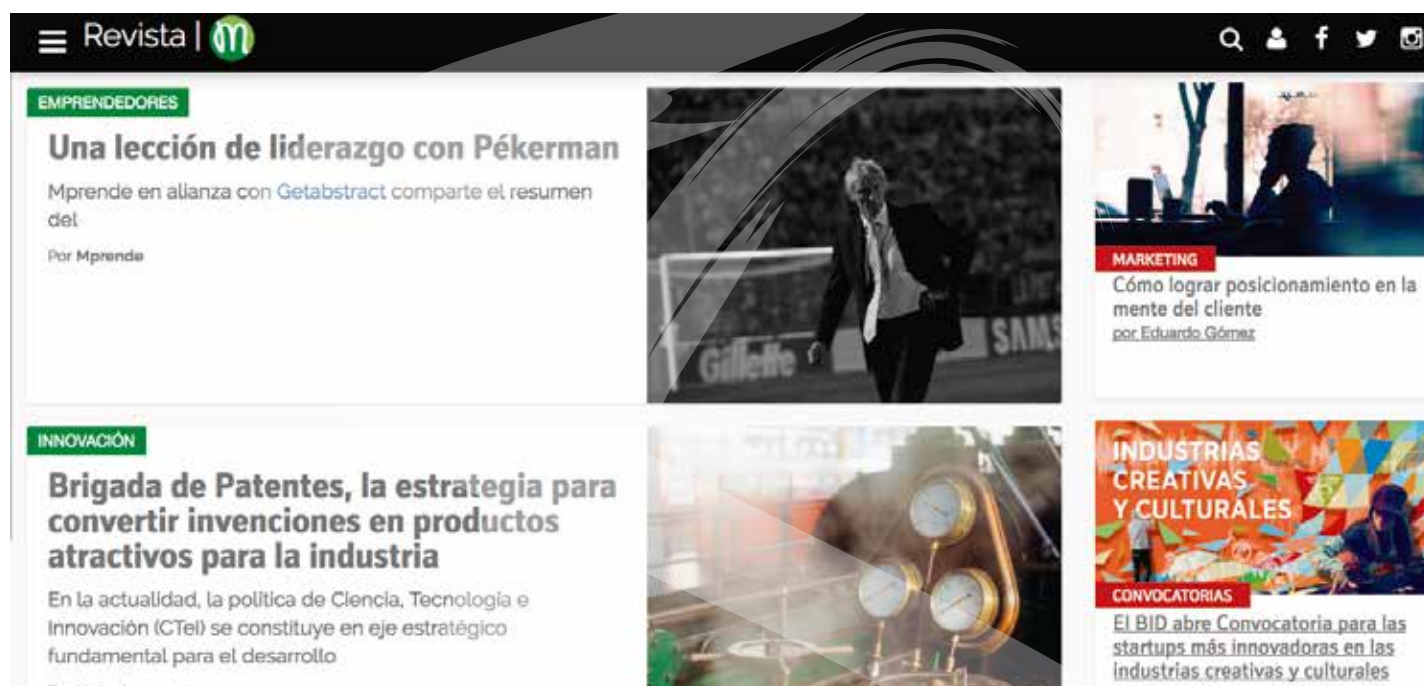 Revista |
EMPRENDEDORES
Una lección de liderazgo con Pékerman
Mprende en alianza con Getabstract comparte el resumen
del
Por Mprende
Gillette
SAMS
MARKETING
Cómo lograr posicionamiento en la
mente del cliente
por Eduardo Gómez
INNOVACIÓN
Brigada de Patentes, la estrategia para
convertir invenciones en productos
atractivos para la industria
En la actualidad, la política de Ciencia, Tecnología e
Innovación (CTeI) se constituye en eje estratégico
fundamental para el desarrollo
INDUSTRIAS
CREATIVAS
Y CULTURALES
CONVOCATORIAS
El BID abre Convocatoria para las
startups más innovadoras en las
industrias creativas y culturales